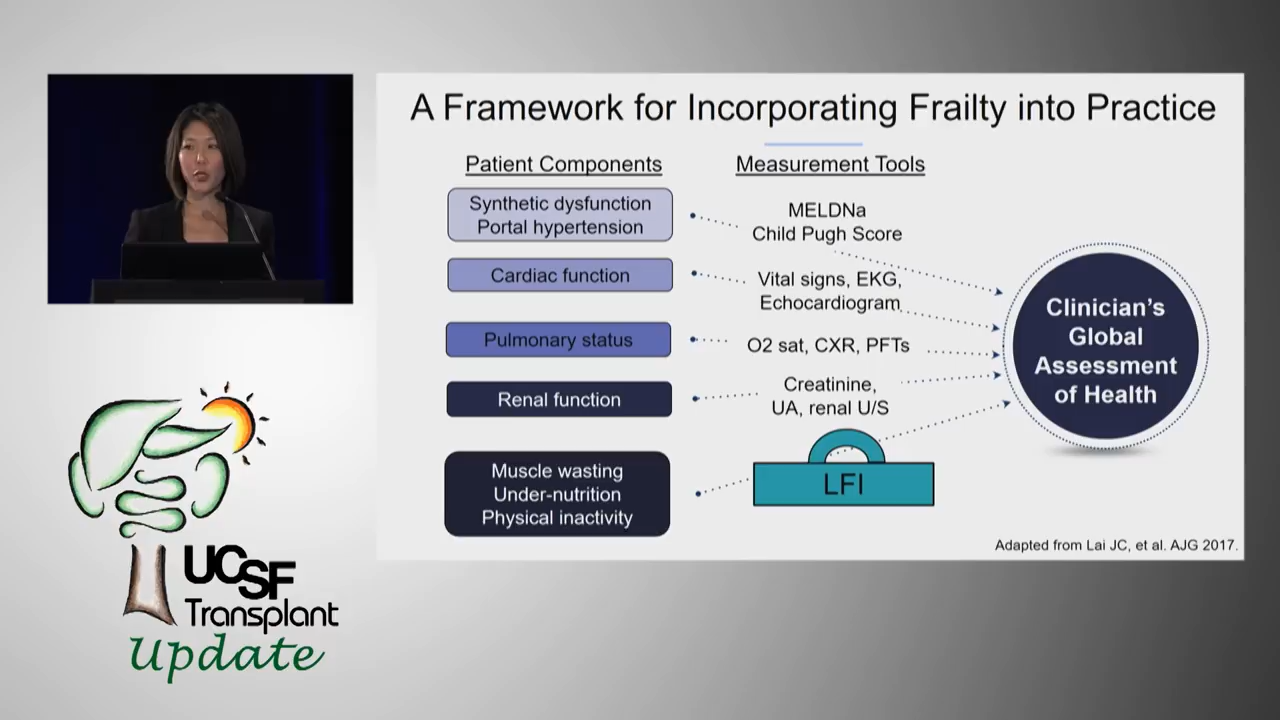 A Framework for Incorporating Frailty into Practice
Patient Components
Measurement Tools
Synthetic dysfunction
Portal hypertension
MELDNa
Child Pugh Score
Cardiac function
Vital signs, EKG,
Echocardiogram
Pulmonary status
O2 sat, CXR, PFTs
Renal function
Creatinine,
UA, renal U/S
Muscle wasting
Under-nutrition
Physical inactivity
LFI
Clinician's
Global
Assessment
of Health
Adapted from Lai JC, et al. AJG 2017.
UCSF
Transplant
Update